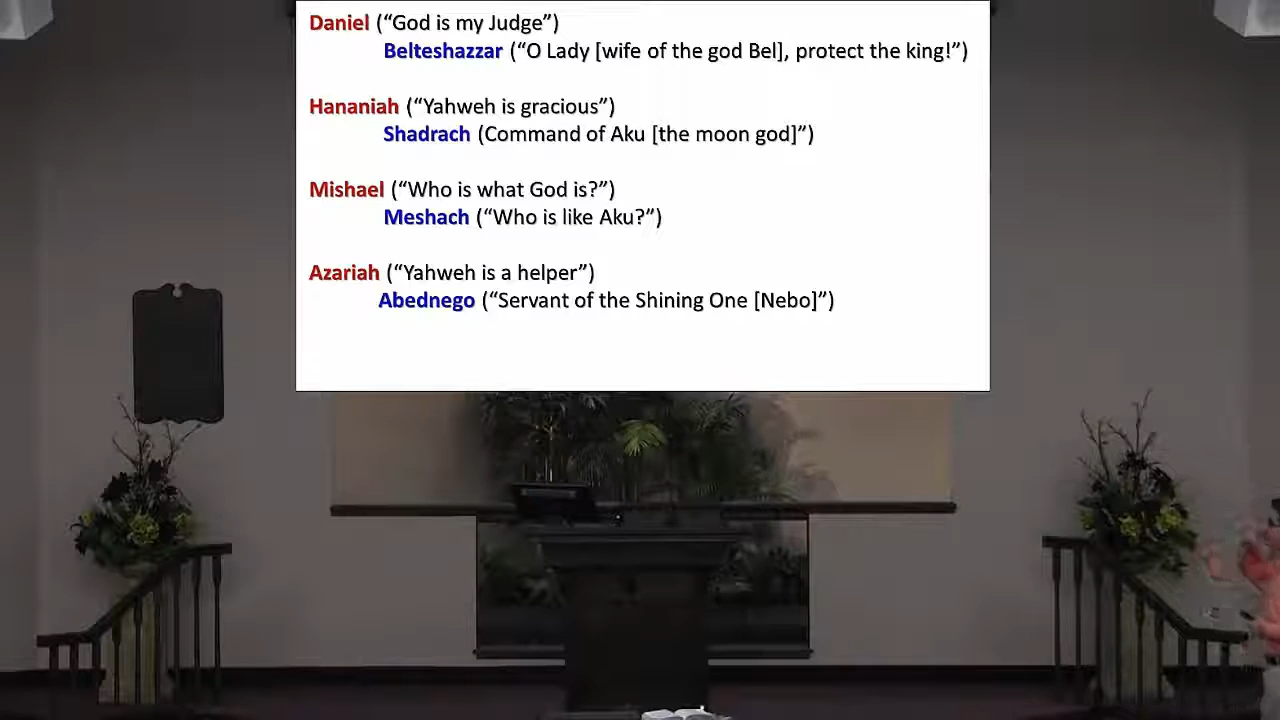 Daniel (“God is my Judge”)
Belteshazzar (“O Lady [wife of the god Bel], protect the king!”)
Hananiah (“Yahweh is gracious”)
Shadrach (Command of Aku [the moon god]”)
Mishael (“Who is what God is?”)
Meshach (“Who is like Aku?”)
Azariah (“Yahweh is a helper”)
Abednego (“Servant of the Shining One [Nebo]”)